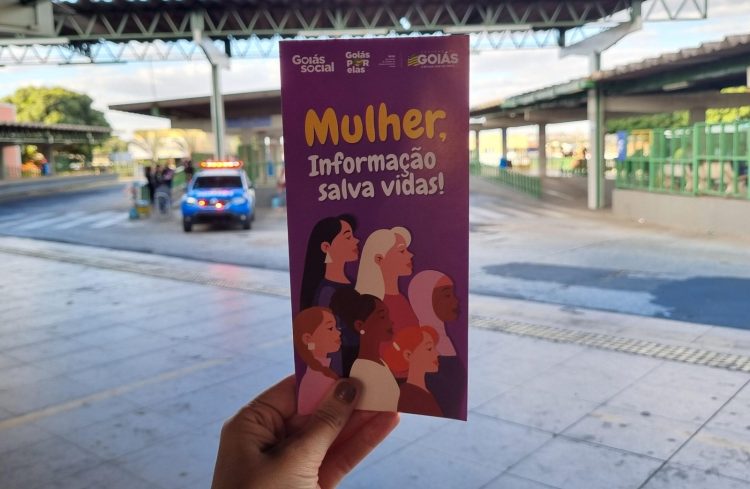 GOIÁS
SOCIAL
GOIÁS
POR
ELAS
GOIÁS
Mulher,
Informação
salva vidas!